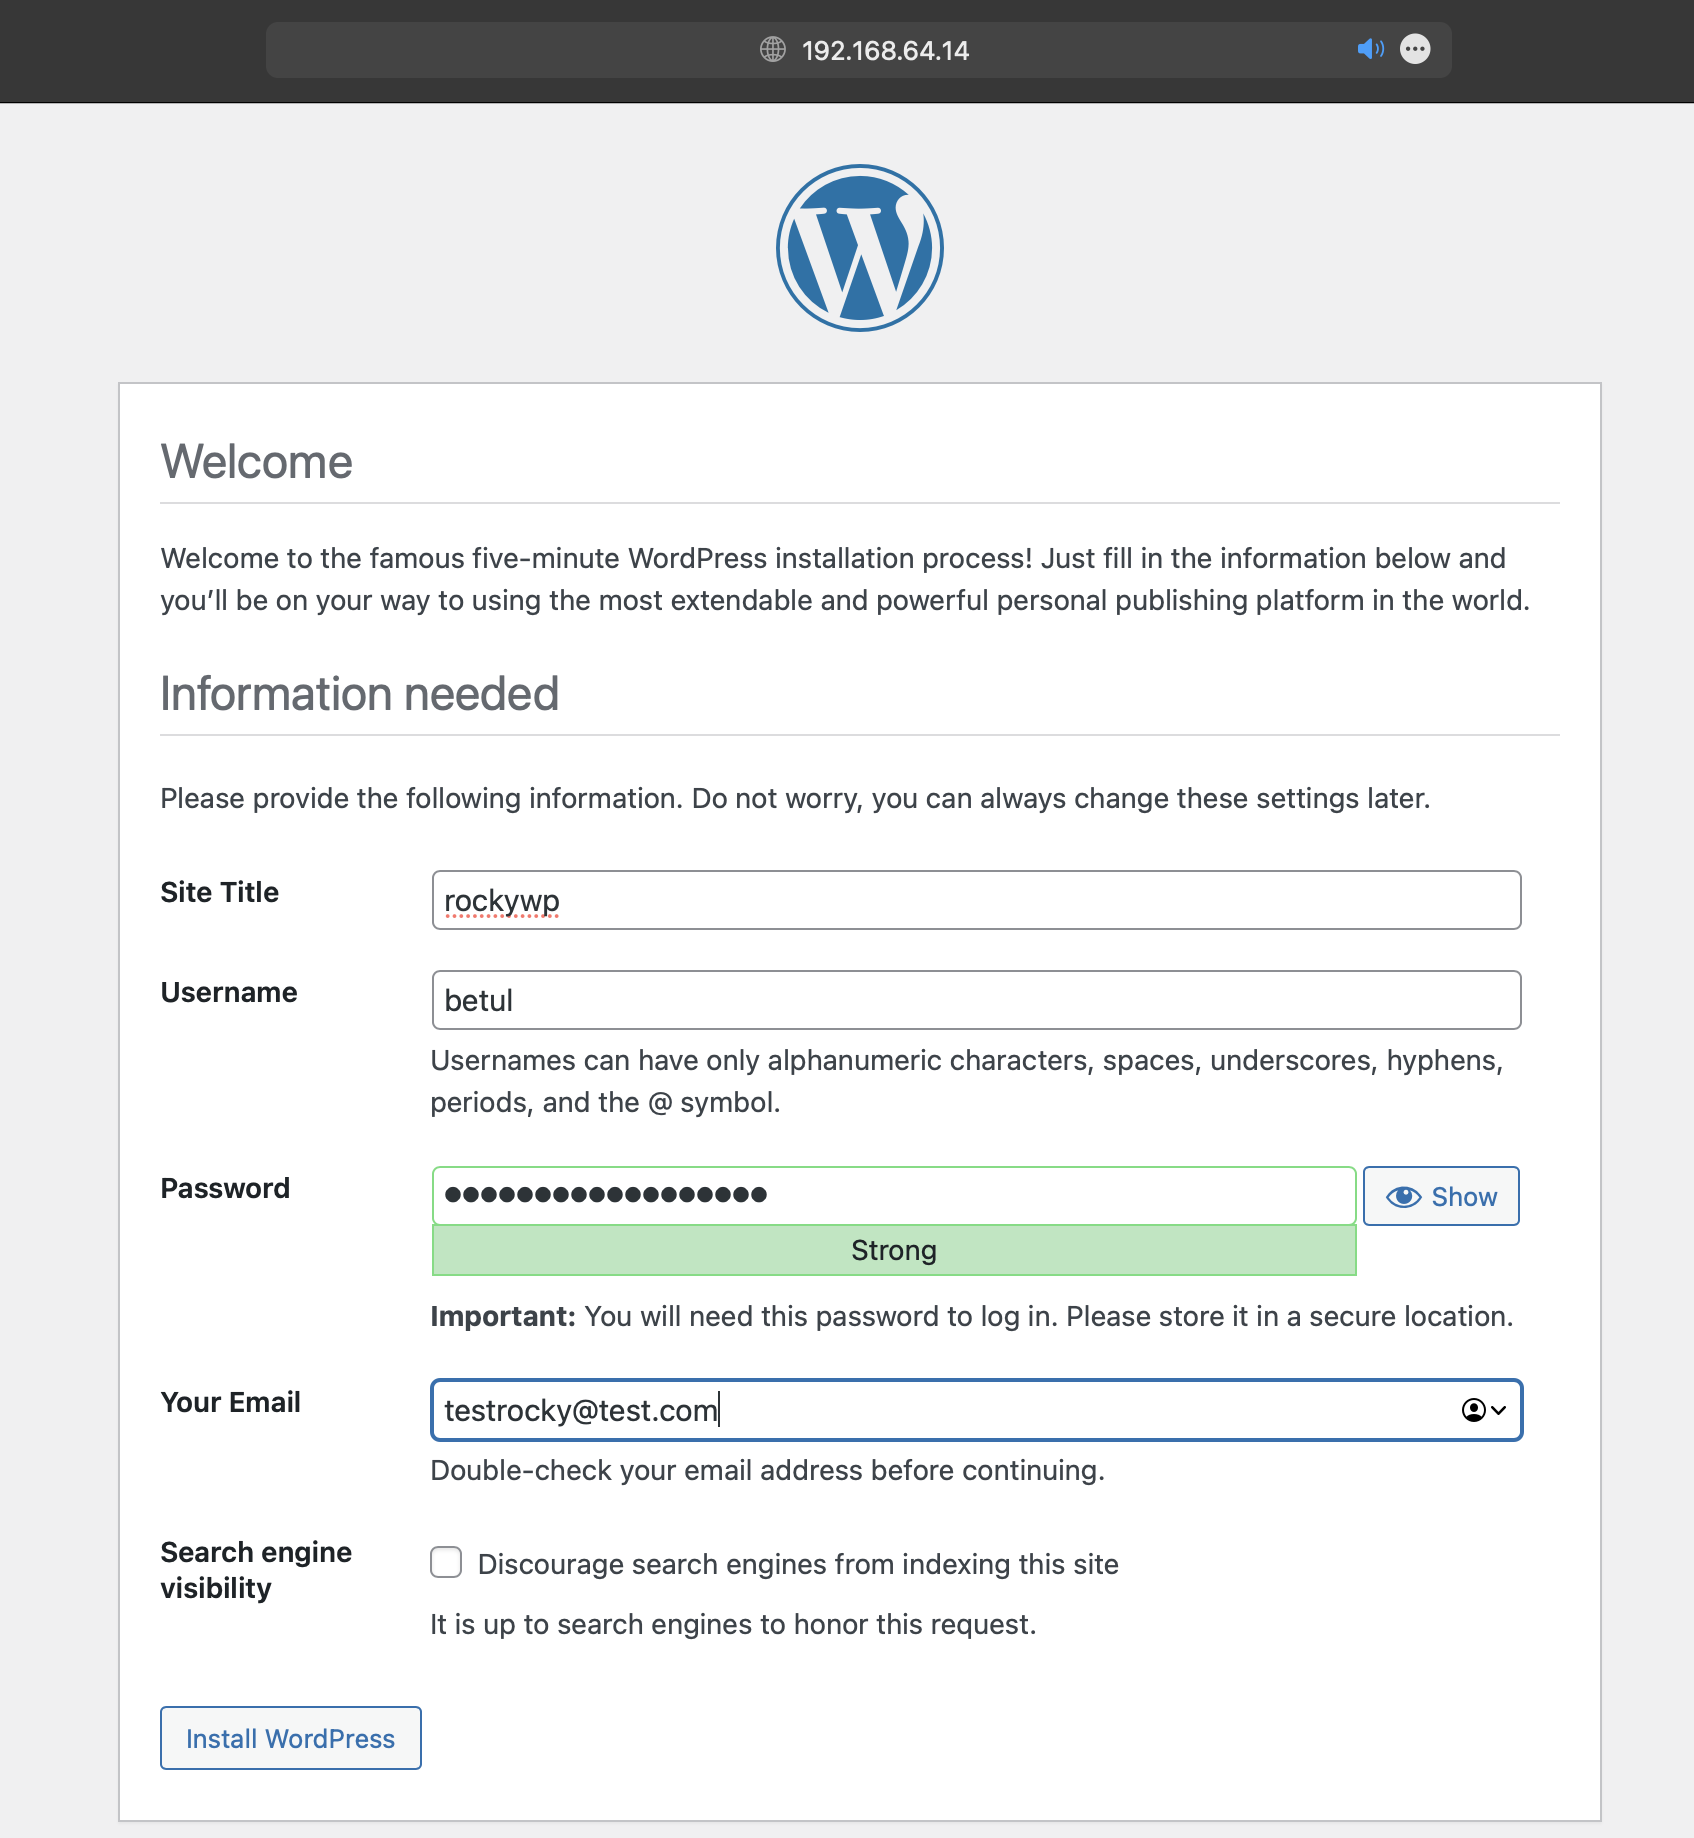 192.168.64.14
Welcome
Welcome to the famous five-minute WordPress installation process! Just fill in the information below and
you’ll be on your way to using the most extendable and powerful personal publishing platform in the world.
Information needed
Please provide the following information. Do not worry, you can always change these settings later.
Site Title
rockywp
Username
betul
Usernames can have only alphanumeric characters, spaces, underscores, hyphens,
periods, and the @ symbol.
Password
●●●●●●●●●●●●●●●●●●
Show
Strong
Important: You will need this password to log in. Please store it in a secure location.
Your Email
testrocky@test.com
Double-check your email address before continuing.
Search engine
visibility
Discourage search engines from indexing this site
It is up to search engines to honor this request.
Install WordPress